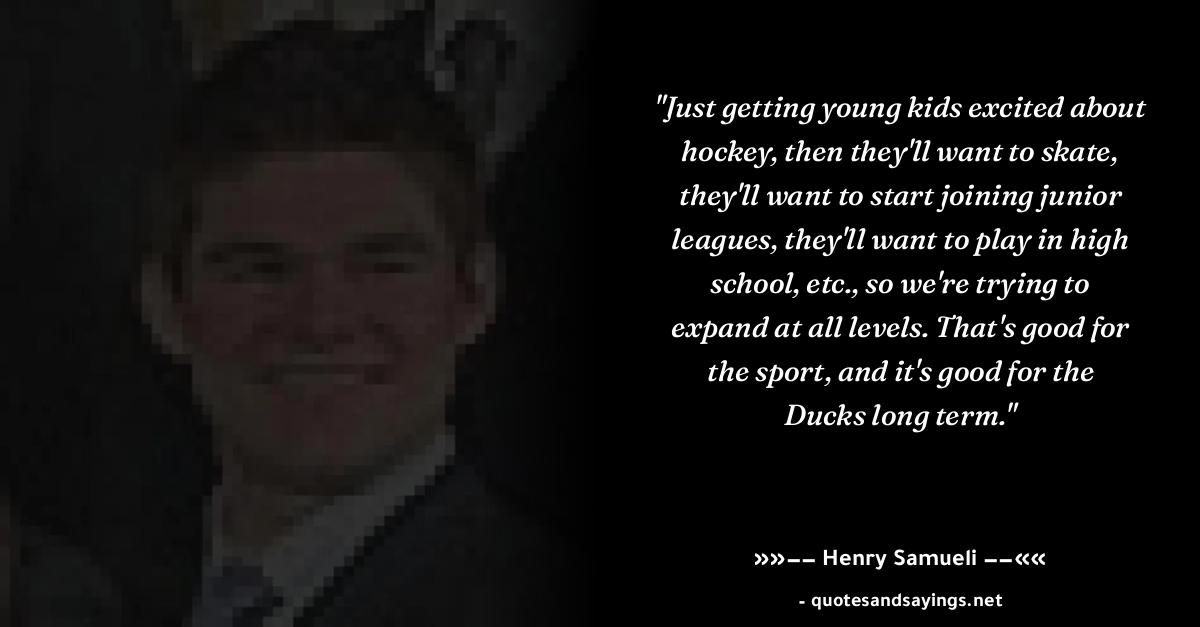 "Just getting young kids excited about
hockey, then they'll want to skate,
they'll want to start joining junior
leagues, they'll want to play in high
school, etc., so we're trying to
expand at all levels. That's good for
the sport, and it's good for the
Ducks long term."
»»–– Henry Samueli ––««
- quotesandsayings.net